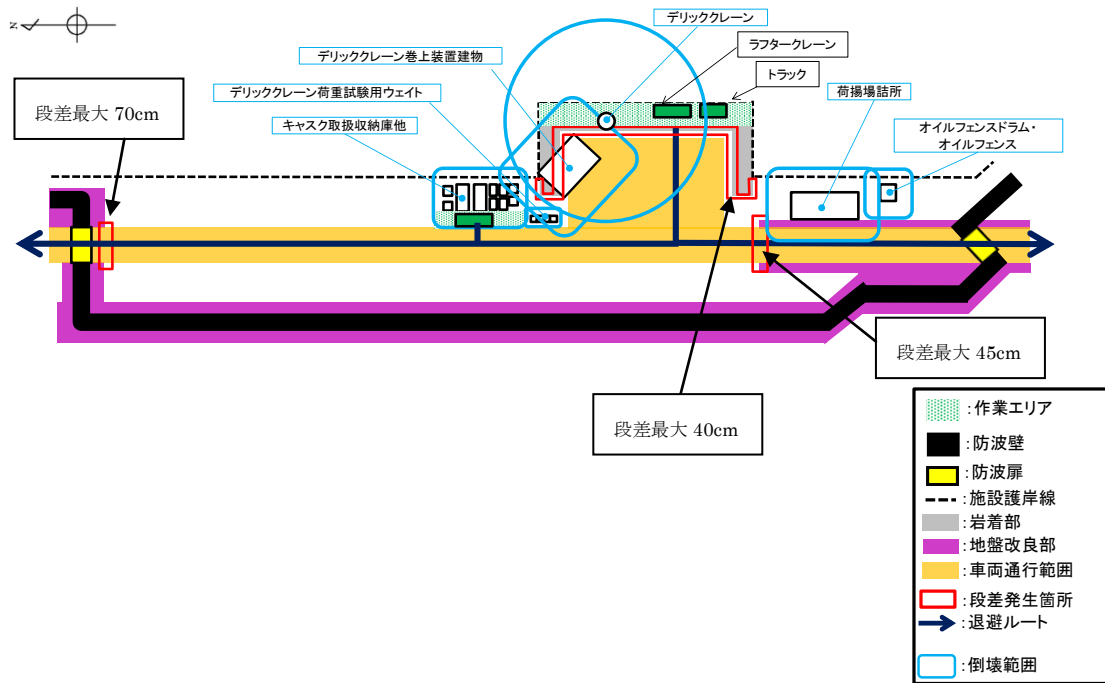 N
デリッククレーン
デリッククレーン巻上装置建物
ラフタークレーン
トラック
段差最大 70cm
デリッククレーン荷重試験用ウェイト
荷揚場詰所
キャスク取扱収納庫他
オイルフェンスドラム・
オイルフェンス
段差最大 45cm
段差最大 40cm
:作業エリア
:防波壁
:防波扉
:施設護岸線
:岩着部
:地盤改良部
:車両通行範囲
:段差発生箇所
:退避ルート
:倒壊範囲